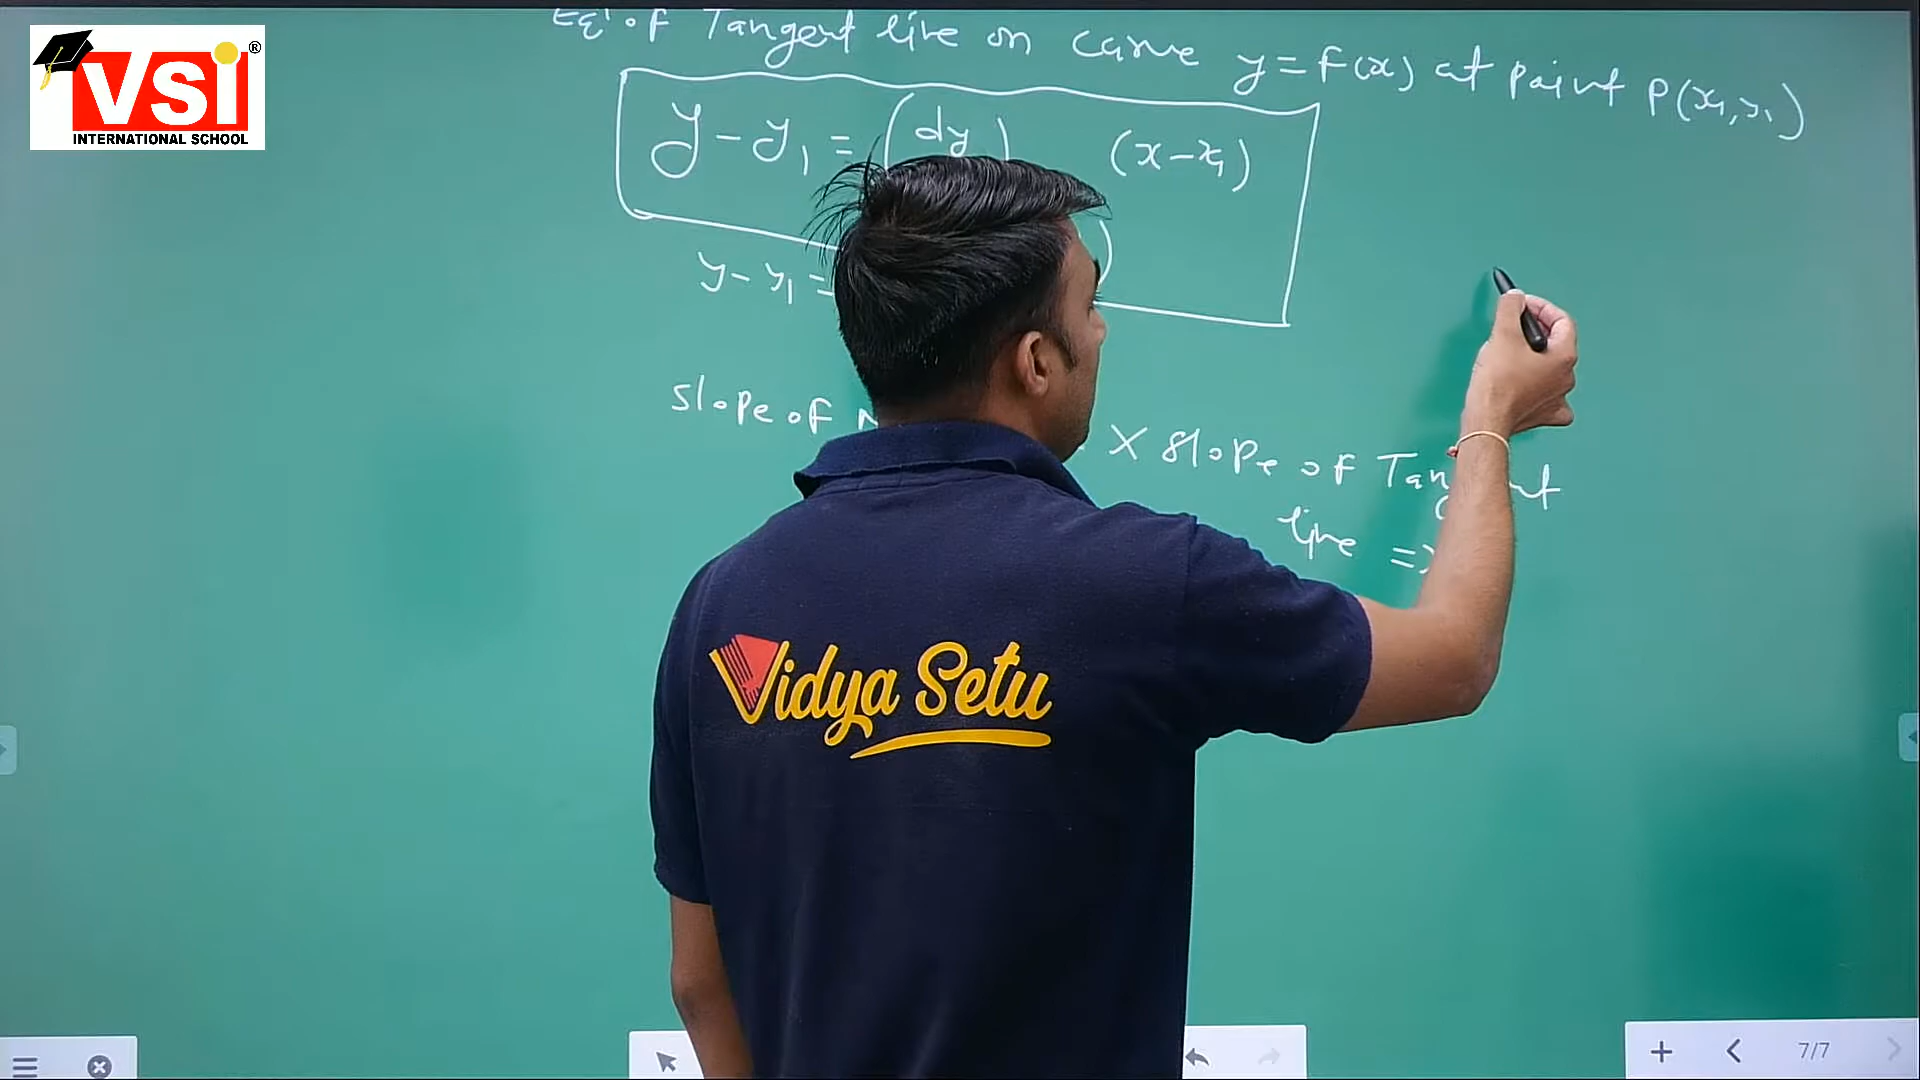 VSI ®
INTERNATIONAL SCHOOL
Eqn of Tangent line on curve y=f(x) at point P(x1,y1)
y-y1 = (dy (x-x1)
y-y1 =
slope of × slope of Tangent
line =>
Vidya Setu
7/7